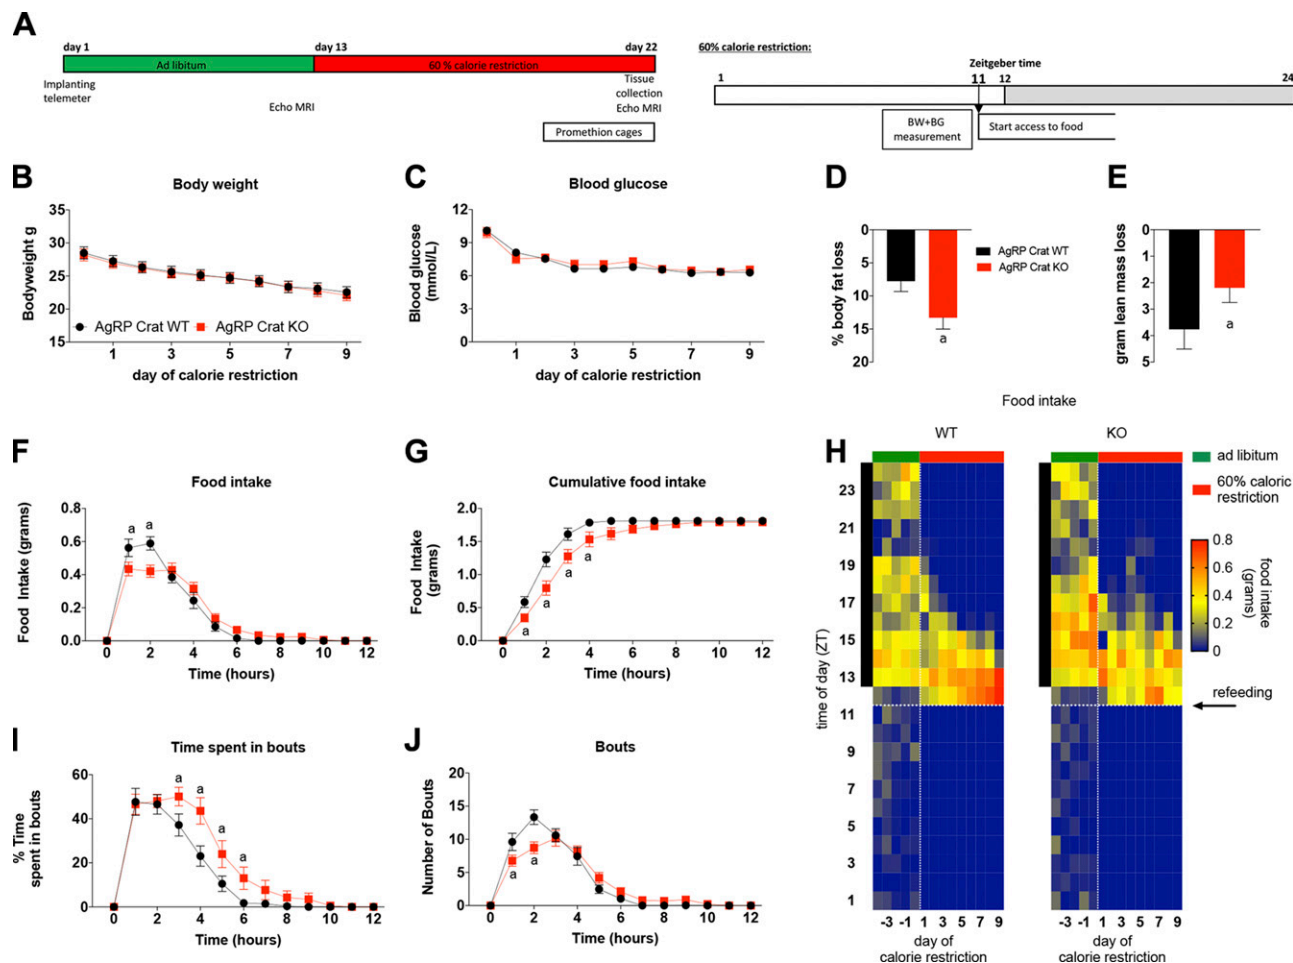 A
day 1
day 13
day 22
Ad libitum
60 % calorie restriction
Implanting
telemeter
Echo MRI
Tissue
collection
Echo MRI
Promethion cages
60% calorie restriction:
Zeitgeber time
1
11
12
24
BW+BG
measurement
Start access to food
B
Body weight
Bodyweight g
35
30
25
20
15
AgRP Crat WT
AgRP Crat KO
1 3 5 7 9
day of calorie restriction
C
Blood glucose
Blood glucose
(mmol/L)
12
9
6
3
0
1 3 5 7 9
day of calorie restriction
D
% body fat loss
0
5
10
15
20
a
AgRP Crat WT
AgRP Crat KO
E
gram lean mass loss
0
1
2
3
4
5
a
F
Food intake
Food Intake (grams)
0.8
0.6
0.4
0.2
0.0
a a
0 2 4 6 8 10 12
Time (hours)
G
Cumulative food intake
Food Intake
(grams)
2.0
1.5
1.0
0.5
0.0
a a a a
0 2 4 6 8 10 12
Time (hours)
H
Food intake
WT
KO
time of day (ZT)
23
21
19
17
15
13
11
9
7
5
3
1
-3 -1 1 3 5 7 9
day of
calorie restriction
-3 -1 1 3 5 7 9
day of
calorie restriction
ad libitum
60% caloric
restriction
0.8
0.6
0.4
0.2
0
food intake
(grams)
refeeding
I
Time spent in bouts
% Time
spent in bouts
60
40
20
0
a a a a
0 2 4 6 8 10 12
Time (hours)
J
Bouts
Number of Bouts
20
15
10
5
0
a a
0 2 4 6 8 10 12
Time (hours)